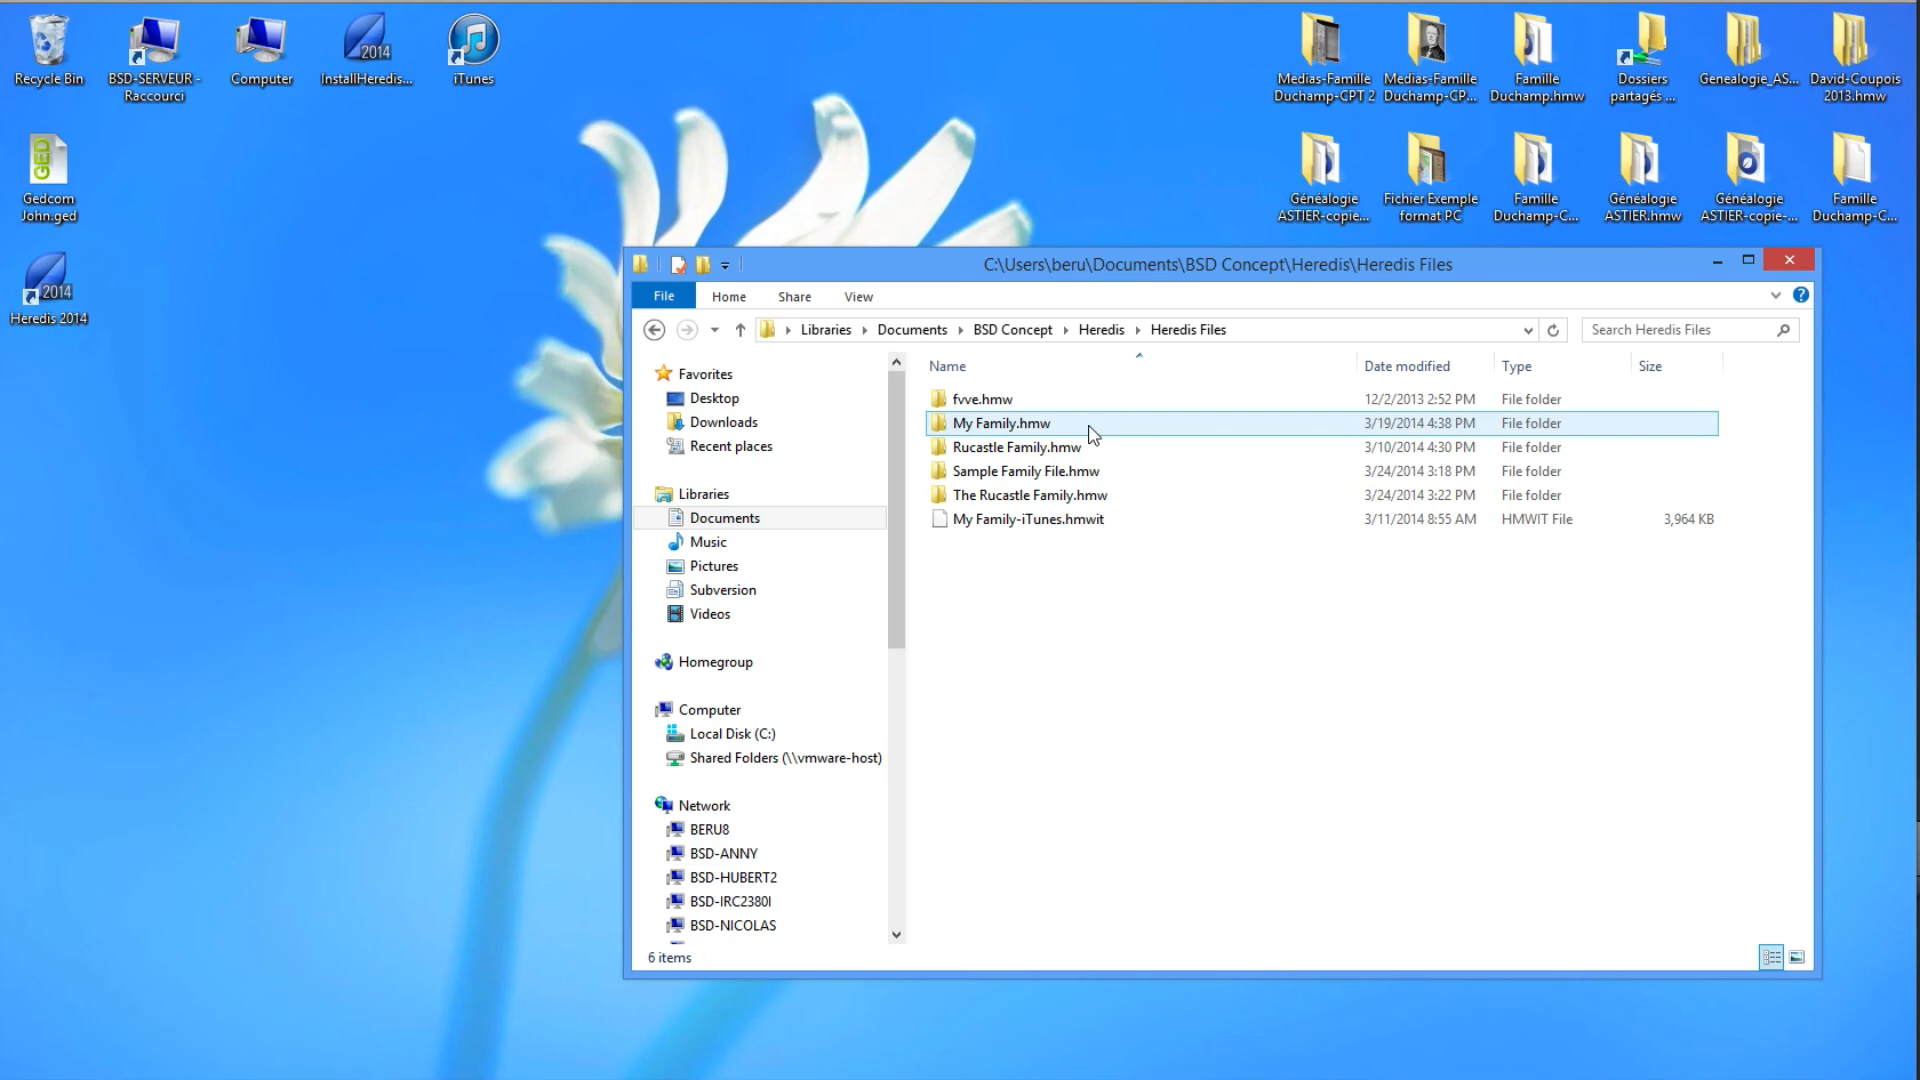 Recycle Bin
BSD-SERVEUR -
Raccourci
Computer
2014
InstallHeredis...
iTunes
GED
Gedcom
John.ged
2014
Heredis 2014
Medias-Famille
Duchamp-CPT 2
Medias-Famille
Duchamp-CP...
Famille
Duchamp.hmw
Dossiers
partagés ...
Genealogie_AS...
David-Coupois
2013.hmw
Généalogie
ASTIER-copie...
Fichier Exemple
format PC
Famille
Duchamp-C...
Généalogie
ASTIER.hmw
Généalogie
ASTIER-copie-...
Famille
Duchamp-C...
C:\Users\beru\Documents\BSD Concept\Heredis\Heredis Files
File Home Share View
Libraries Documents BSD Concept Heredis Heredis Files
Search Heredis Files
Favorites
Desktop
Downloads
Recent places
Libraries
Documents
Music
Pictures
Subversion
Videos
Homegroup
Computer
Local Disk (C:)
Shared Folders (\\vmware-host)
Network
BERU8
BSD-ANNY
BSD-HUBERT2
BSD-IRC2380I
BSD-NICOLAS
Name Date modified Type Size
fvve.hmw 12/2/2013 2:52 PM File folder
My Family.hmw 3/19/2014 4:38 PM File folder
Rucastle Family.hmw 3/10/2014 4:30 PM File folder
Sample Family File.hmw 3/24/2014 3:18 PM File folder
The Rucastle Family.hmw 3/24/2014 3:22 PM File folder
My Family-iTunes.hmwit 3/11/2014 8:55 AM HMWIT File 3,964 KB
6 items